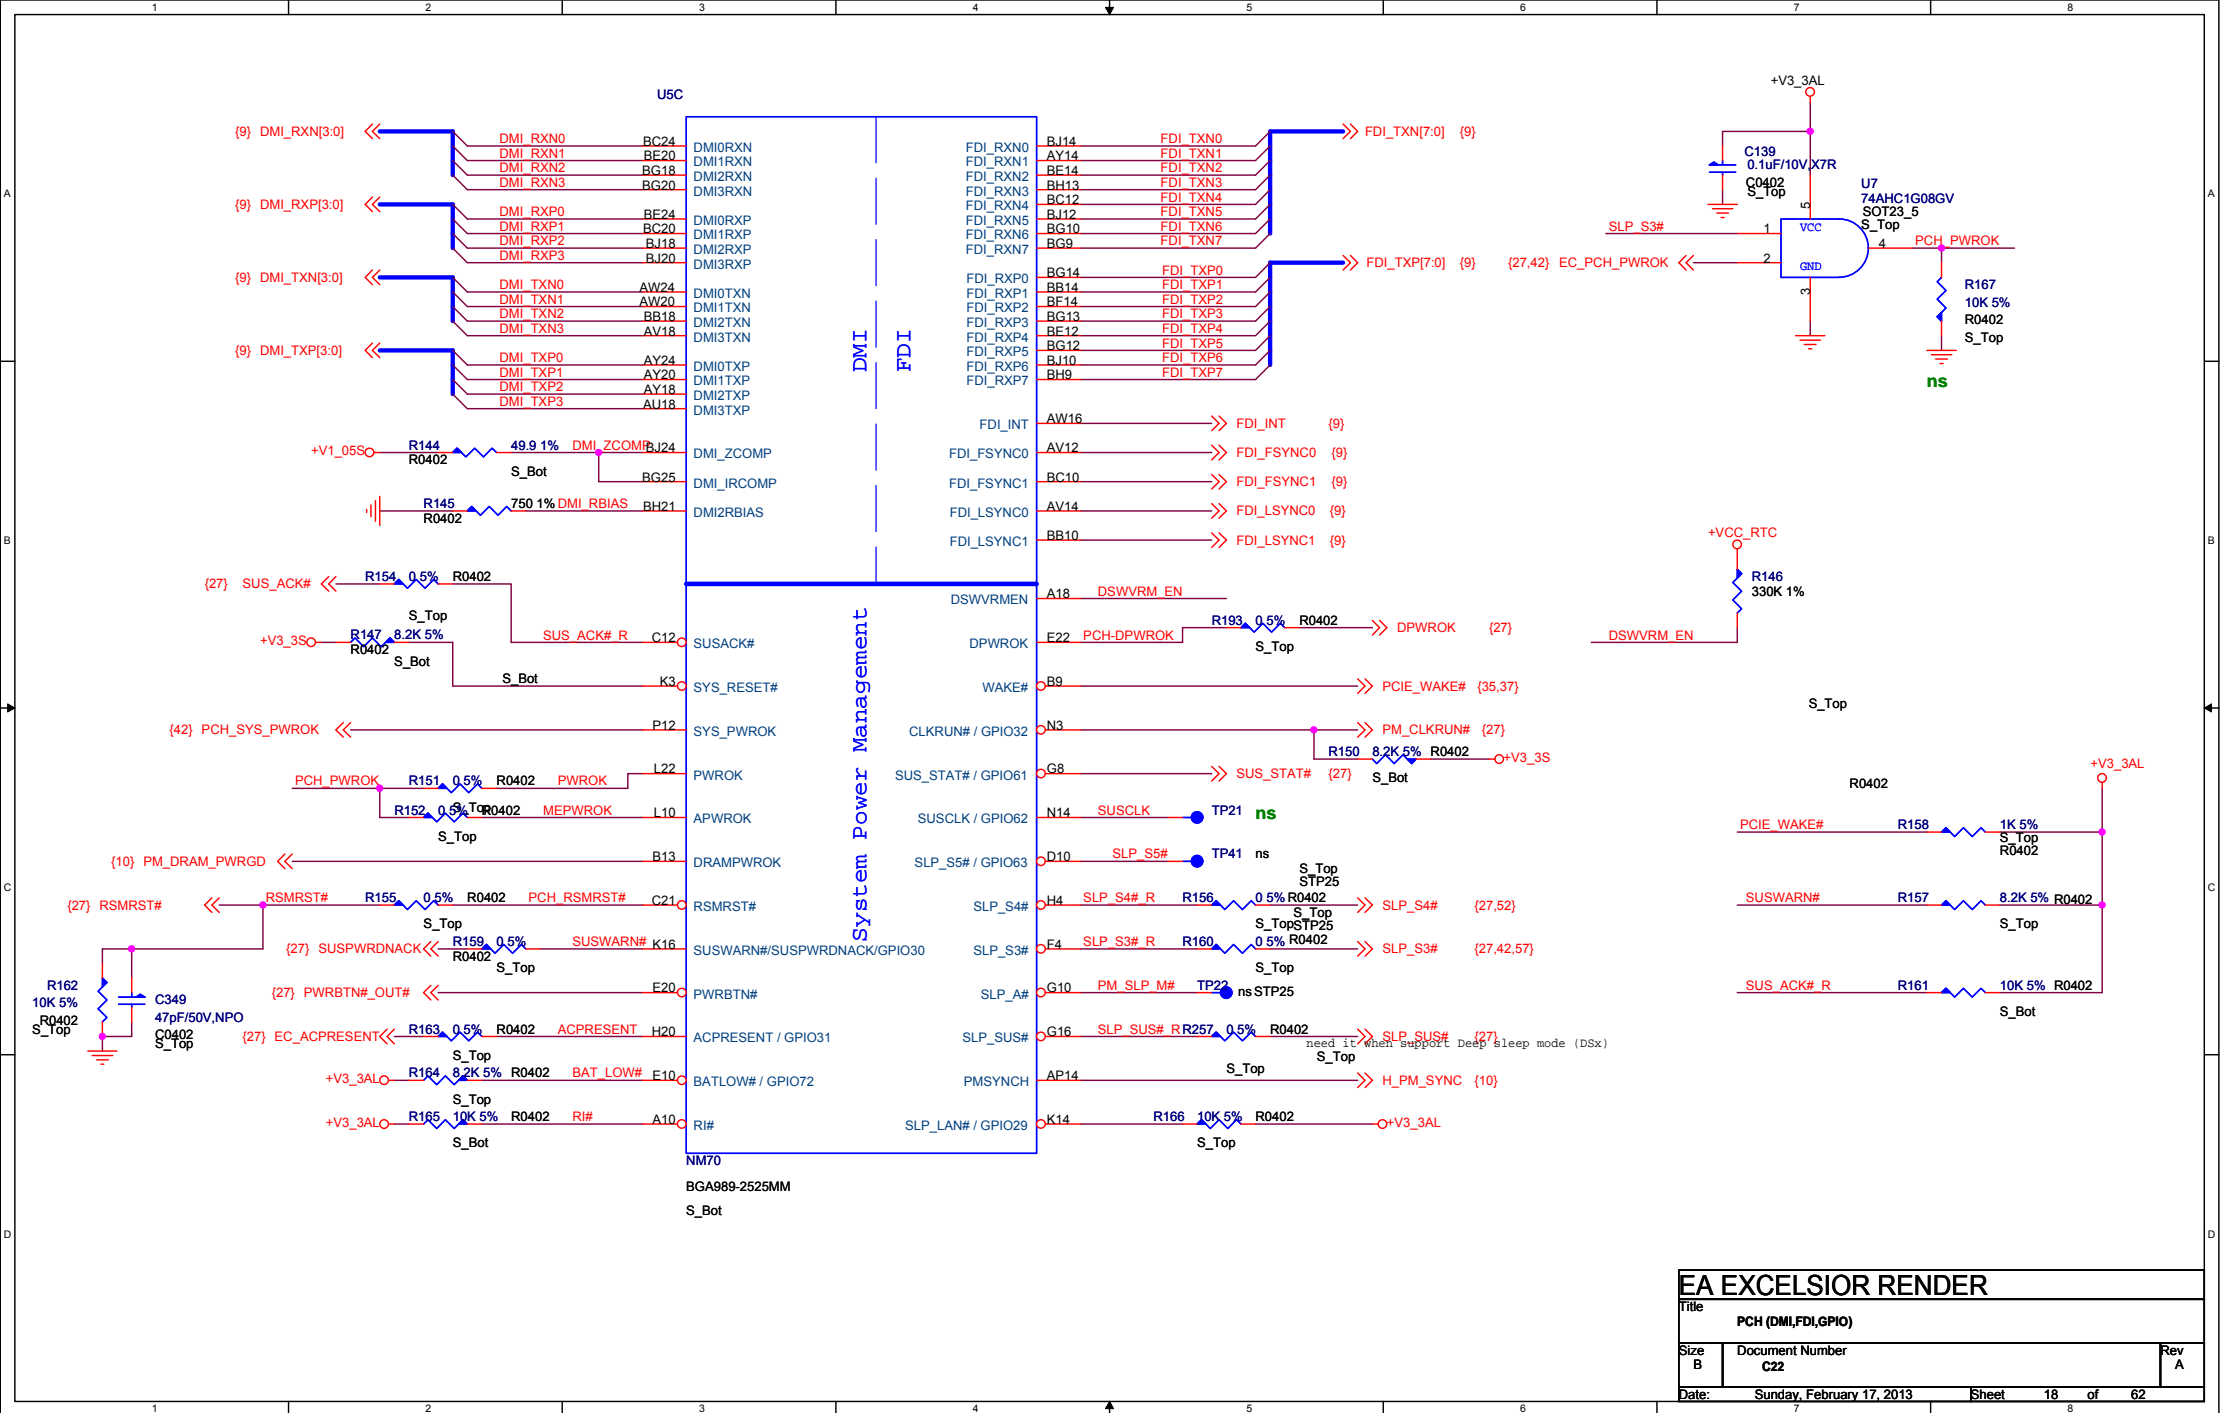 1 2 3 4 5 6 7 8
A
B
C
D
U5C
{9} DMI_RXN[3:0]
DMI_RXN0 BC24 DMI0RXN
DMI_RXN1 BE20 DMI1RXN
DMI_RXN2 BG18 DMI2RXN
DMI_RXN3 BG20 DMI3RXN
{9} DMI_RXP[3:0]
DMI_RXP0 BE24 DMI0RXP
DMI_RXP1 BC20 DMI1RXP
DMI_RXP2 BJ18 DMI2RXP
DMI_RXP3 BJ20 DMI3RXP
{9} DMI_TXN[3:0]
DMI_TXN0 AW24 DMI0TXN
DMI_TXN1 AW20 DMI1TXN
DMI_TXN2 BB18 DMI2TXN
DMI_TXN3 AV18 DMI3TXN
{9} DMI_TXP[3:0]
DMI_TXP0 AY24 DMI0TXP
DMI_TXP1 AY20 DMI1TXP
DMI_TXP2 AY18 DMI2TXP
DMI_TXP3 AU18 DMI3TXP
+V1_05S R144 49.9 1% DMI_ZCOMP BJ24 DMI_ZCOMP
R0402 S_Bot
BG25 DMI_IRCOMP
R145 750 1% DMI_RBIAS BH21 DMI2RBIAS
R0402
DMI
FDI
FDI_RXN0 BJ14 FDI_TXN0
FDI_RXN1 AY14 FDI_TXN1
FDI_RXN2 BE14 FDI_TXN2
FDI_RXN3 BH13 FDI_TXN3
FDI_RXN4 BC12 FDI_TXN4
FDI_RXN5 BJ12 FDI_TXN5
FDI_RXN6 BG10 FDI_TXN6
FDI_RXN7 BG9 FDI_TXN7
FDI_TXN[7:0] {9}
FDI_RXP0 BG14 FDI_TXP0
FDI_RXP1 BB14 FDI_TXP1
FDI_RXP2 BF14 FDI_TXP2
FDI_RXP3 BG13 FDI_TXP3
FDI_RXP4 BE12 FDI_TXP4
FDI_RXP5 BG12 FDI_TXP5
FDI_RXP6 BJ10 FDI_TXP6
FDI_RXP7 BH9 FDI_TXP7
FDI_TXP[7:0] {9}
FDI_INT AW16 FDI_INT {9}
FDI_FSYNC0 AV12 FDI_FSYNC0 {9}
FDI_FSYNC1 BC10 FDI_FSYNC1 {9}
FDI_LSYNC0 AV14 FDI_LSYNC0 {9}
FDI_LSYNC1 BB10 FDI_LSYNC1 {9}
System Power Management
{27} SUS_ACK# R154 0 5% R0402
S_Top
SUS_ACK#_R C12 SUSACK#
+V3_3S R147 8.2K 5%
R0402 S_Bot
S_Bot K3 SYS_RESET#
{42} PCH_SYS_PWROK P12 SYS_PWROK
PCH_PWROK R151 0 5% R0402 PWROK L22 PWROK
S_Top
R152 0 5% R0402 MEPWROK L10 APWROK
S_Top
{10} PM_DRAM_PWRGD B13 DRAMPWROK
{27} RSMRST# RSMRST# R155 0 5% R0402 PCH_RSMRST# C21 RSMRST#
S_Top
{27} SUSPWRDNACK R159 0 5% SUSWARN# K16 SUSWARN#/SUSPWRDNACK/GPIO30
R0402 S_Top
R162
10K 5%
R0402
S_Top
C349
47pF/50V,NPO
C0402
S_Top
{27} PWRBTN#_OUT# E20 PWRBTN#
{27} EC_ACPRESENT R163 0 5% R0402 ACPRESENT H20 ACPRESENT / GPIO31
S_Top
+V3_3AL R164 8.2K 5% R0402 BAT_LOW# E10 BATLOW# / GPIO72
S_Top
+V3_3AL R165 10K 5% R0402 RI# A10 RI#
S_Bot
DSWVRMEN A18 DSWVRM_EN
DPWROK E22 PCH-DPWROK R193 0 5% R0402 DPWROK {27}
S_Top
WAKE# B9 PCIE_WAKE# {35,37}
CLKRUN# / GPIO32 N3 PM_CLKRUN# {27}
R150 8.2K 5% R0402 +V3_3S
S_Bot
SUS_STAT# / GPIO61 G8 SUS_STAT# {27}
SUSCLK / GPIO62 N14 SUSCLK TP21 ns
SLP_S5# / GPIO63 D10 SLP_S5# TP41 ns
S_Top
STP25
SLP_S4# H4 SLP_S4#_R R156 0 5% R0402 SLP_S4# {27,52}
S_Top
S_Top STP25
SLP_S3# F4 SLP_S3#_R R160 0 5% R0402 SLP_S3# {27,42,57}
S_Top
SLP_A# G10 PM_SLP_M# TP22 ns STP25
SLP_SUS# G16 SLP_SUS#_R R257 0 5% R0402 SLP_SUS# {27}
need it when support Deep sleep mode (DSx)
S_Top
S_Top
PMSYNCH AP14 H_PM_SYNC {10}
SLP_LAN# / GPIO29 K14 R166 10K 5% R0402 +V3_3AL
S_Top
NM70
BGA989-2525MM
S_Bot
+V3_3AL
C139
0.1uF/10V,X7R
C0402
S_Top
U7
74AHC1G08GV
SOT23_5
S_Top
SLP_S3# 1 VCC 5
{27,42} EC_PCH_PWROK 2 GND 3
4 PCH_PWROK
R167
10K 5%
R0402
S_Top
ns
+VCC_RTC
R146
330K 1%
DSWVRM_EN
S_Top
R0402
+V3_3AL
PCIE_WAKE# R158 1K 5%
S_Top
R0402
SUSWARN# R157 8.2K 5% R0402
S_Top
SUS_ACK#_R R161 10K 5% R0402
S_Bot
EA EXCELSIOR RENDER
Title
PCH (DMI,FDI,GPIO)
Size Document Number Rev
B C22 A
Date: Sunday, February 17, 2013 Sheet 18 of 62
1 2 3 4 5 6 7 8
A
B
C
D